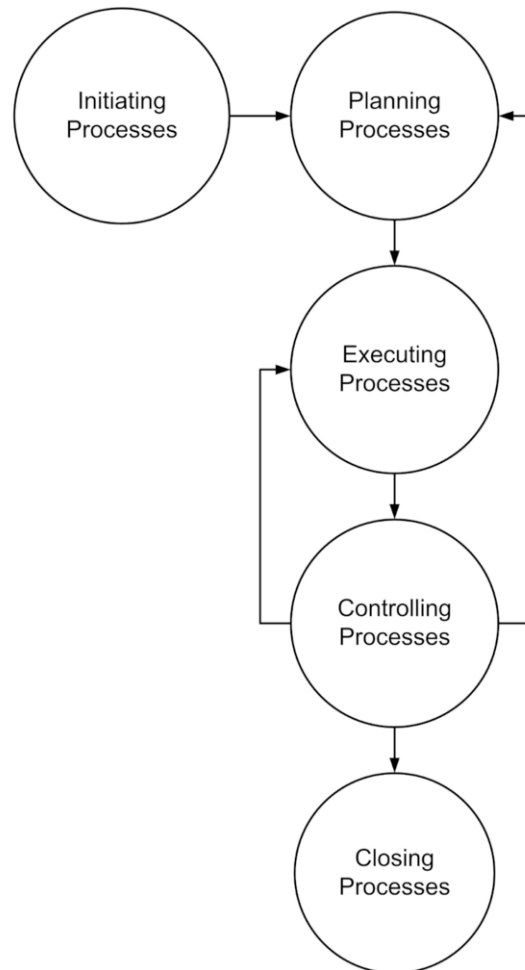 Initiating
Processes
Planning
Processes
Executing
Processes
Controlling
Processes
Closing
Processes